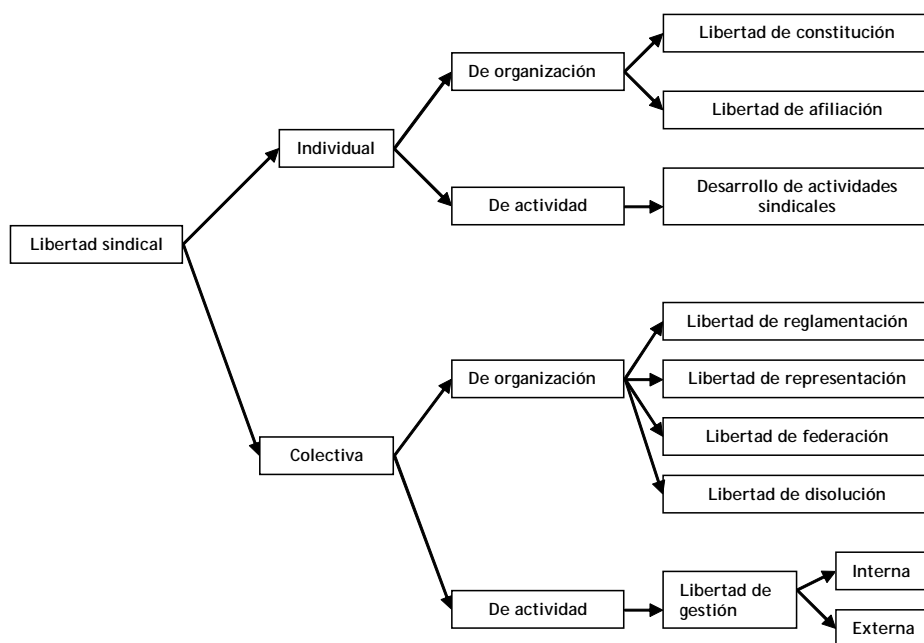 Libertad sindical
Individual
De organización
Libertad de constitución
Libertad de afiliación
De actividad
Desarrollo de actividades
sindicales
Colectiva
De organización
Libertad de reglamentación
Libertad de representación
Libertad de federación
Libertad de disolución
De actividad
Libertad de
gestión
Interna
Externa